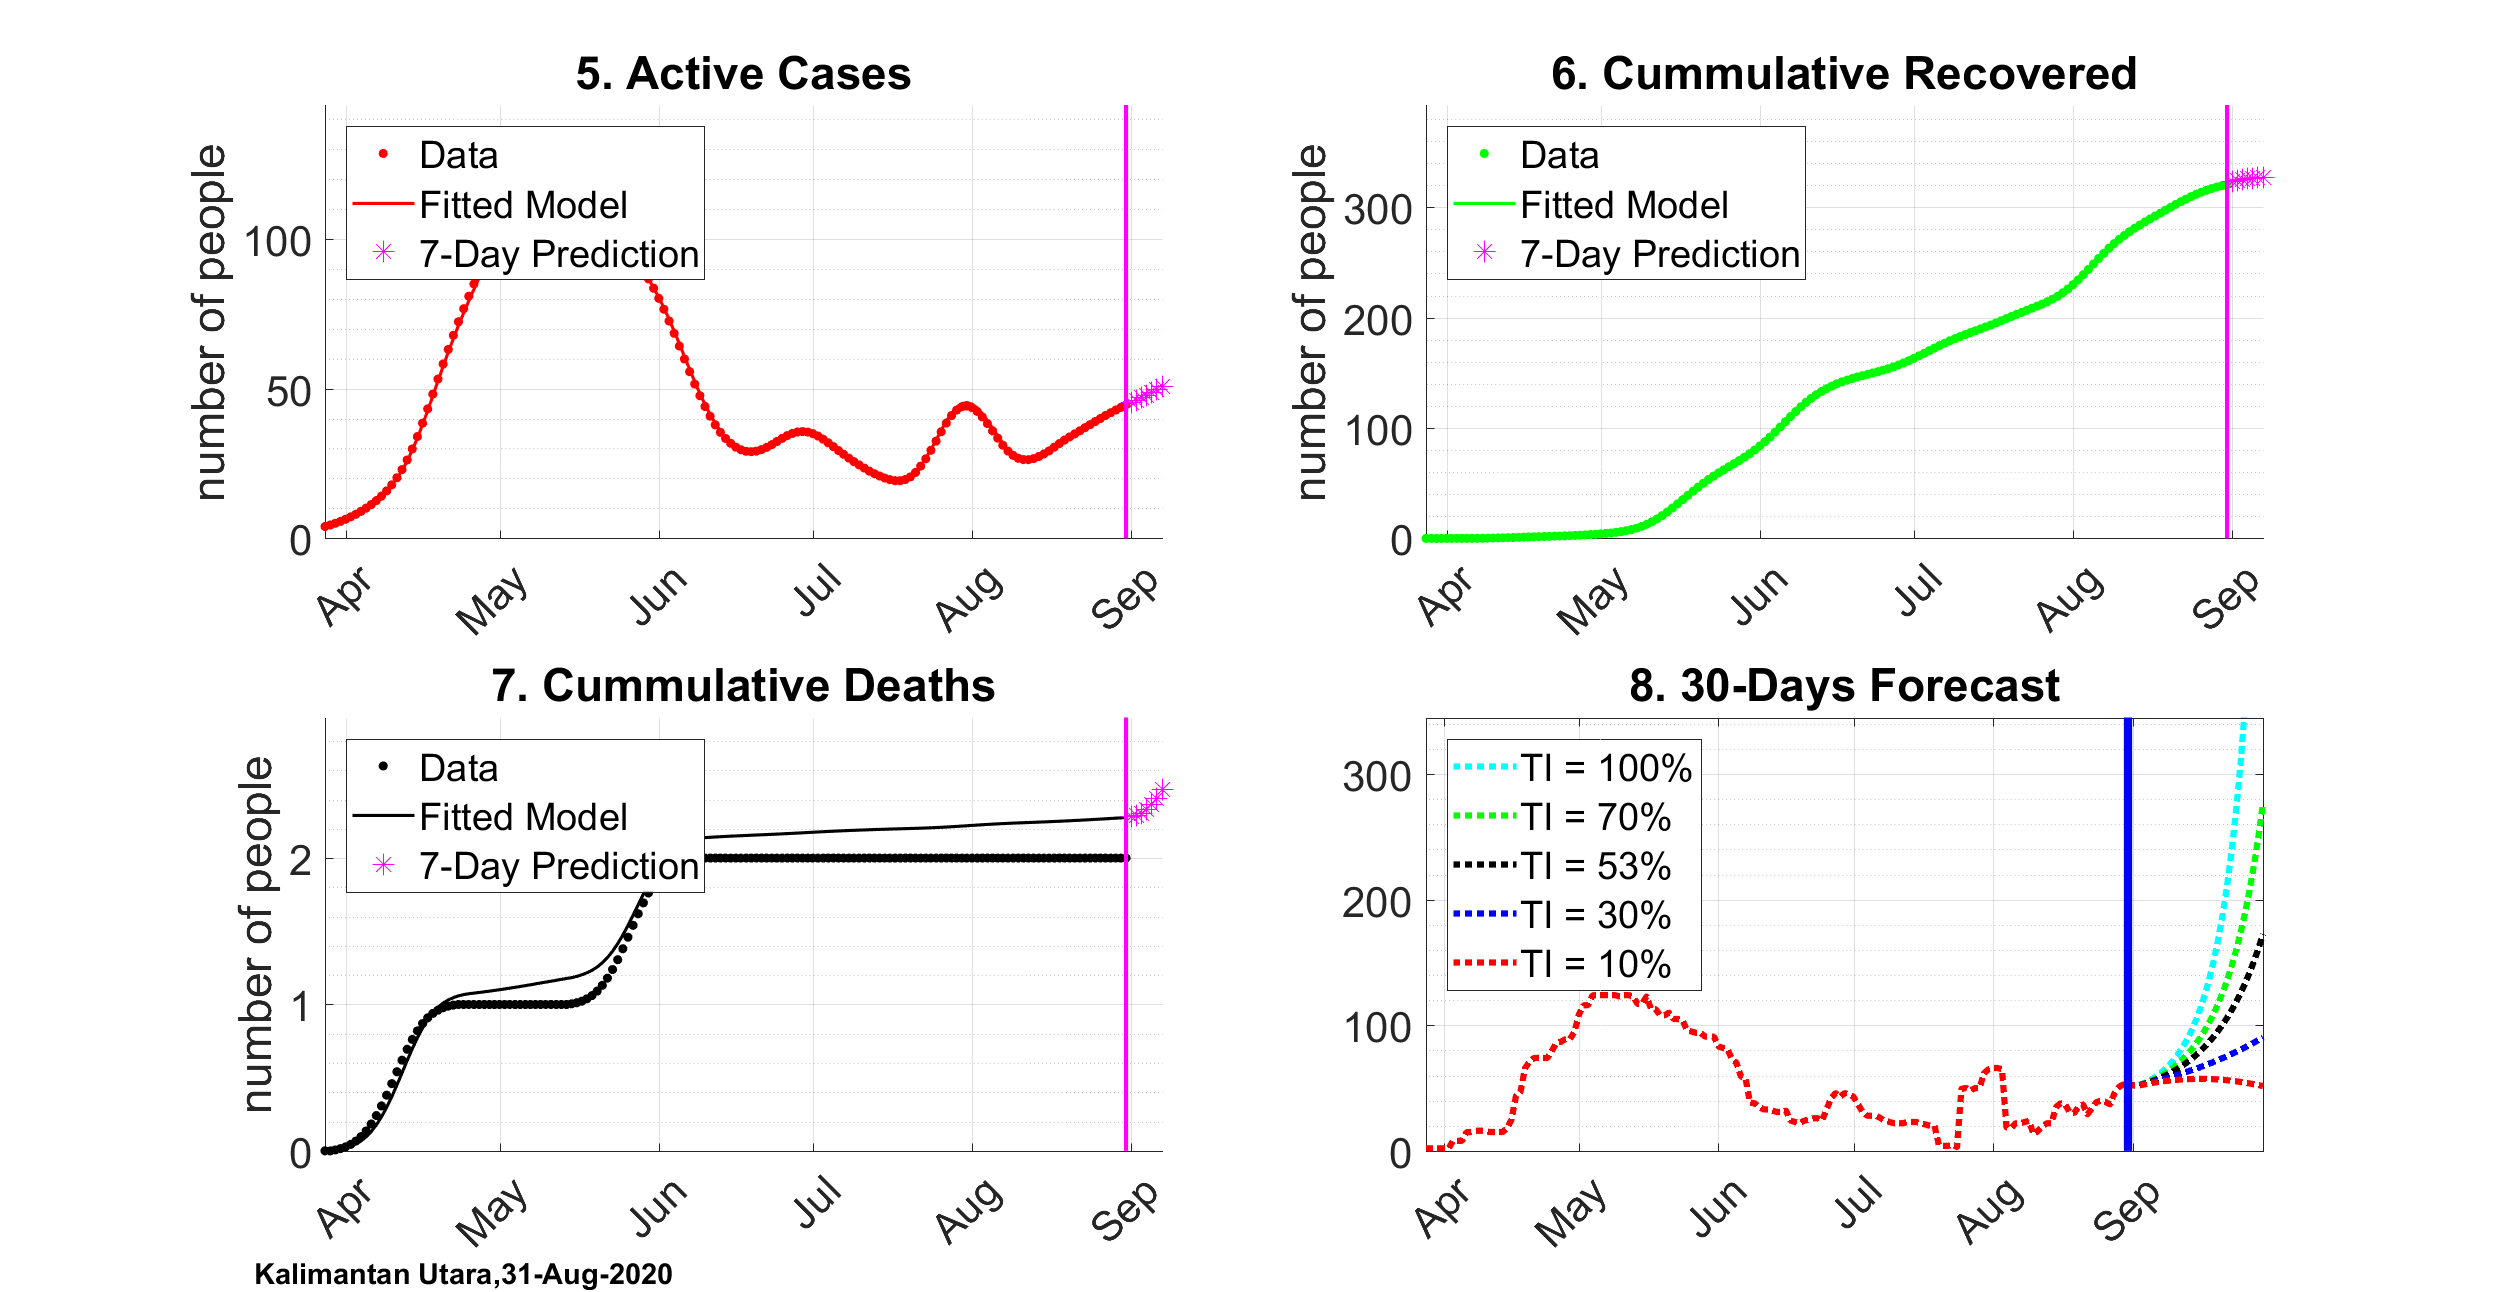 5. Active Cases
number of people
100
50
0
Data
Fitted Model
7-Day Prediction
Apr
May
Jun
Jul
Aug
Sep
6. Cummulative Recovered
number of people
300
200
100
0
Data
Fitted Model
7-Day Prediction
Apr
May
Jun
Jul
Aug
Sep
7. Cummulative Deaths
number of people
2
1
0
Data
Fitted Model
7-Day Prediction
Apr
May
Jun
Jul
Aug
Sep
8. 30-Days Forecast
300
200
100
0
TI = 100%
TI = 70%
TI = 53%
TI = 30%
TI = 10%
Apr
May
Jun
Jul
Aug
Sep
Kalimantan Utara,31-Aug-2020